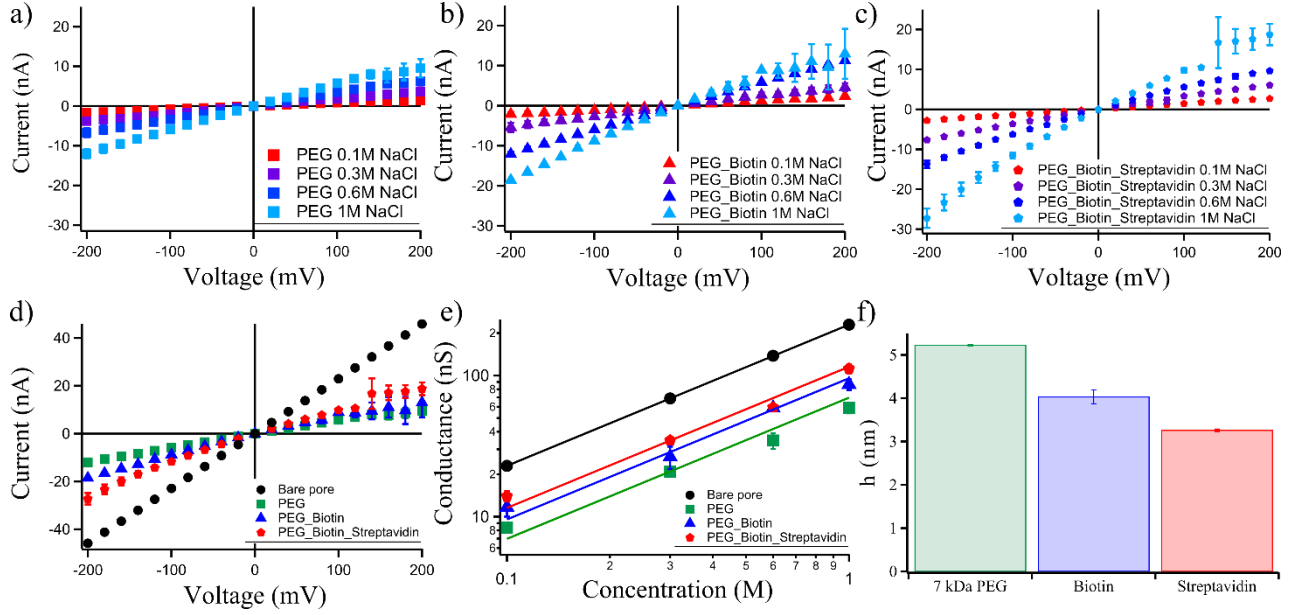 a)
Current (nA)
20
10
0
-10
-20
-30
-200
-100
0
100
200
Voltage (mV)
PEG 0.1M NaCl
PEG 0.3M NaCl
PEG 0.6M NaCl
PEG 1M NaCl
b)
Current (nA)
20
10
0
-10
-20
-30
-200
-100
0
100
200
Voltage (mV)
PEG_Biotin 0.1M NaCl
PEG_Biotin 0.3M NaCl
PEG_Biotin 0.6M NaCl
PEG_Biotin 1M NaCl
c)
Current (nA)
20
10
0
-10
-20
-30
-200
-100
0
100
200
Voltage (mV)
PEG_Biotin_Streptavidin 0.1M NaCl
PEG_Biotin_Streptavidin 0.3M NaCl
PEG_Biotin_Streptavidin 0.6M NaCl
PEG_Biotin_Streptavidin 1M NaCl
d)
Current (nA)
40
20
0
-20
-40
-200
-100
0
100
200
Voltage (mV)
Bare pore
PEG
PEG_Biotin
PEG_Biotin_Streptavidin
e)
Conductance (nS)
2
100
8
6
4
2
10
8
6
0.1
2
3
4
5
6
7
8
9
1
Concentration (M)
Bare pore
PEG
PEG_Biotin
PEG_Biotin_Streptavidin
f)
h (nm)
5
4
3
2
1
0
7 kDa PEG
Biotin
Streptavidin